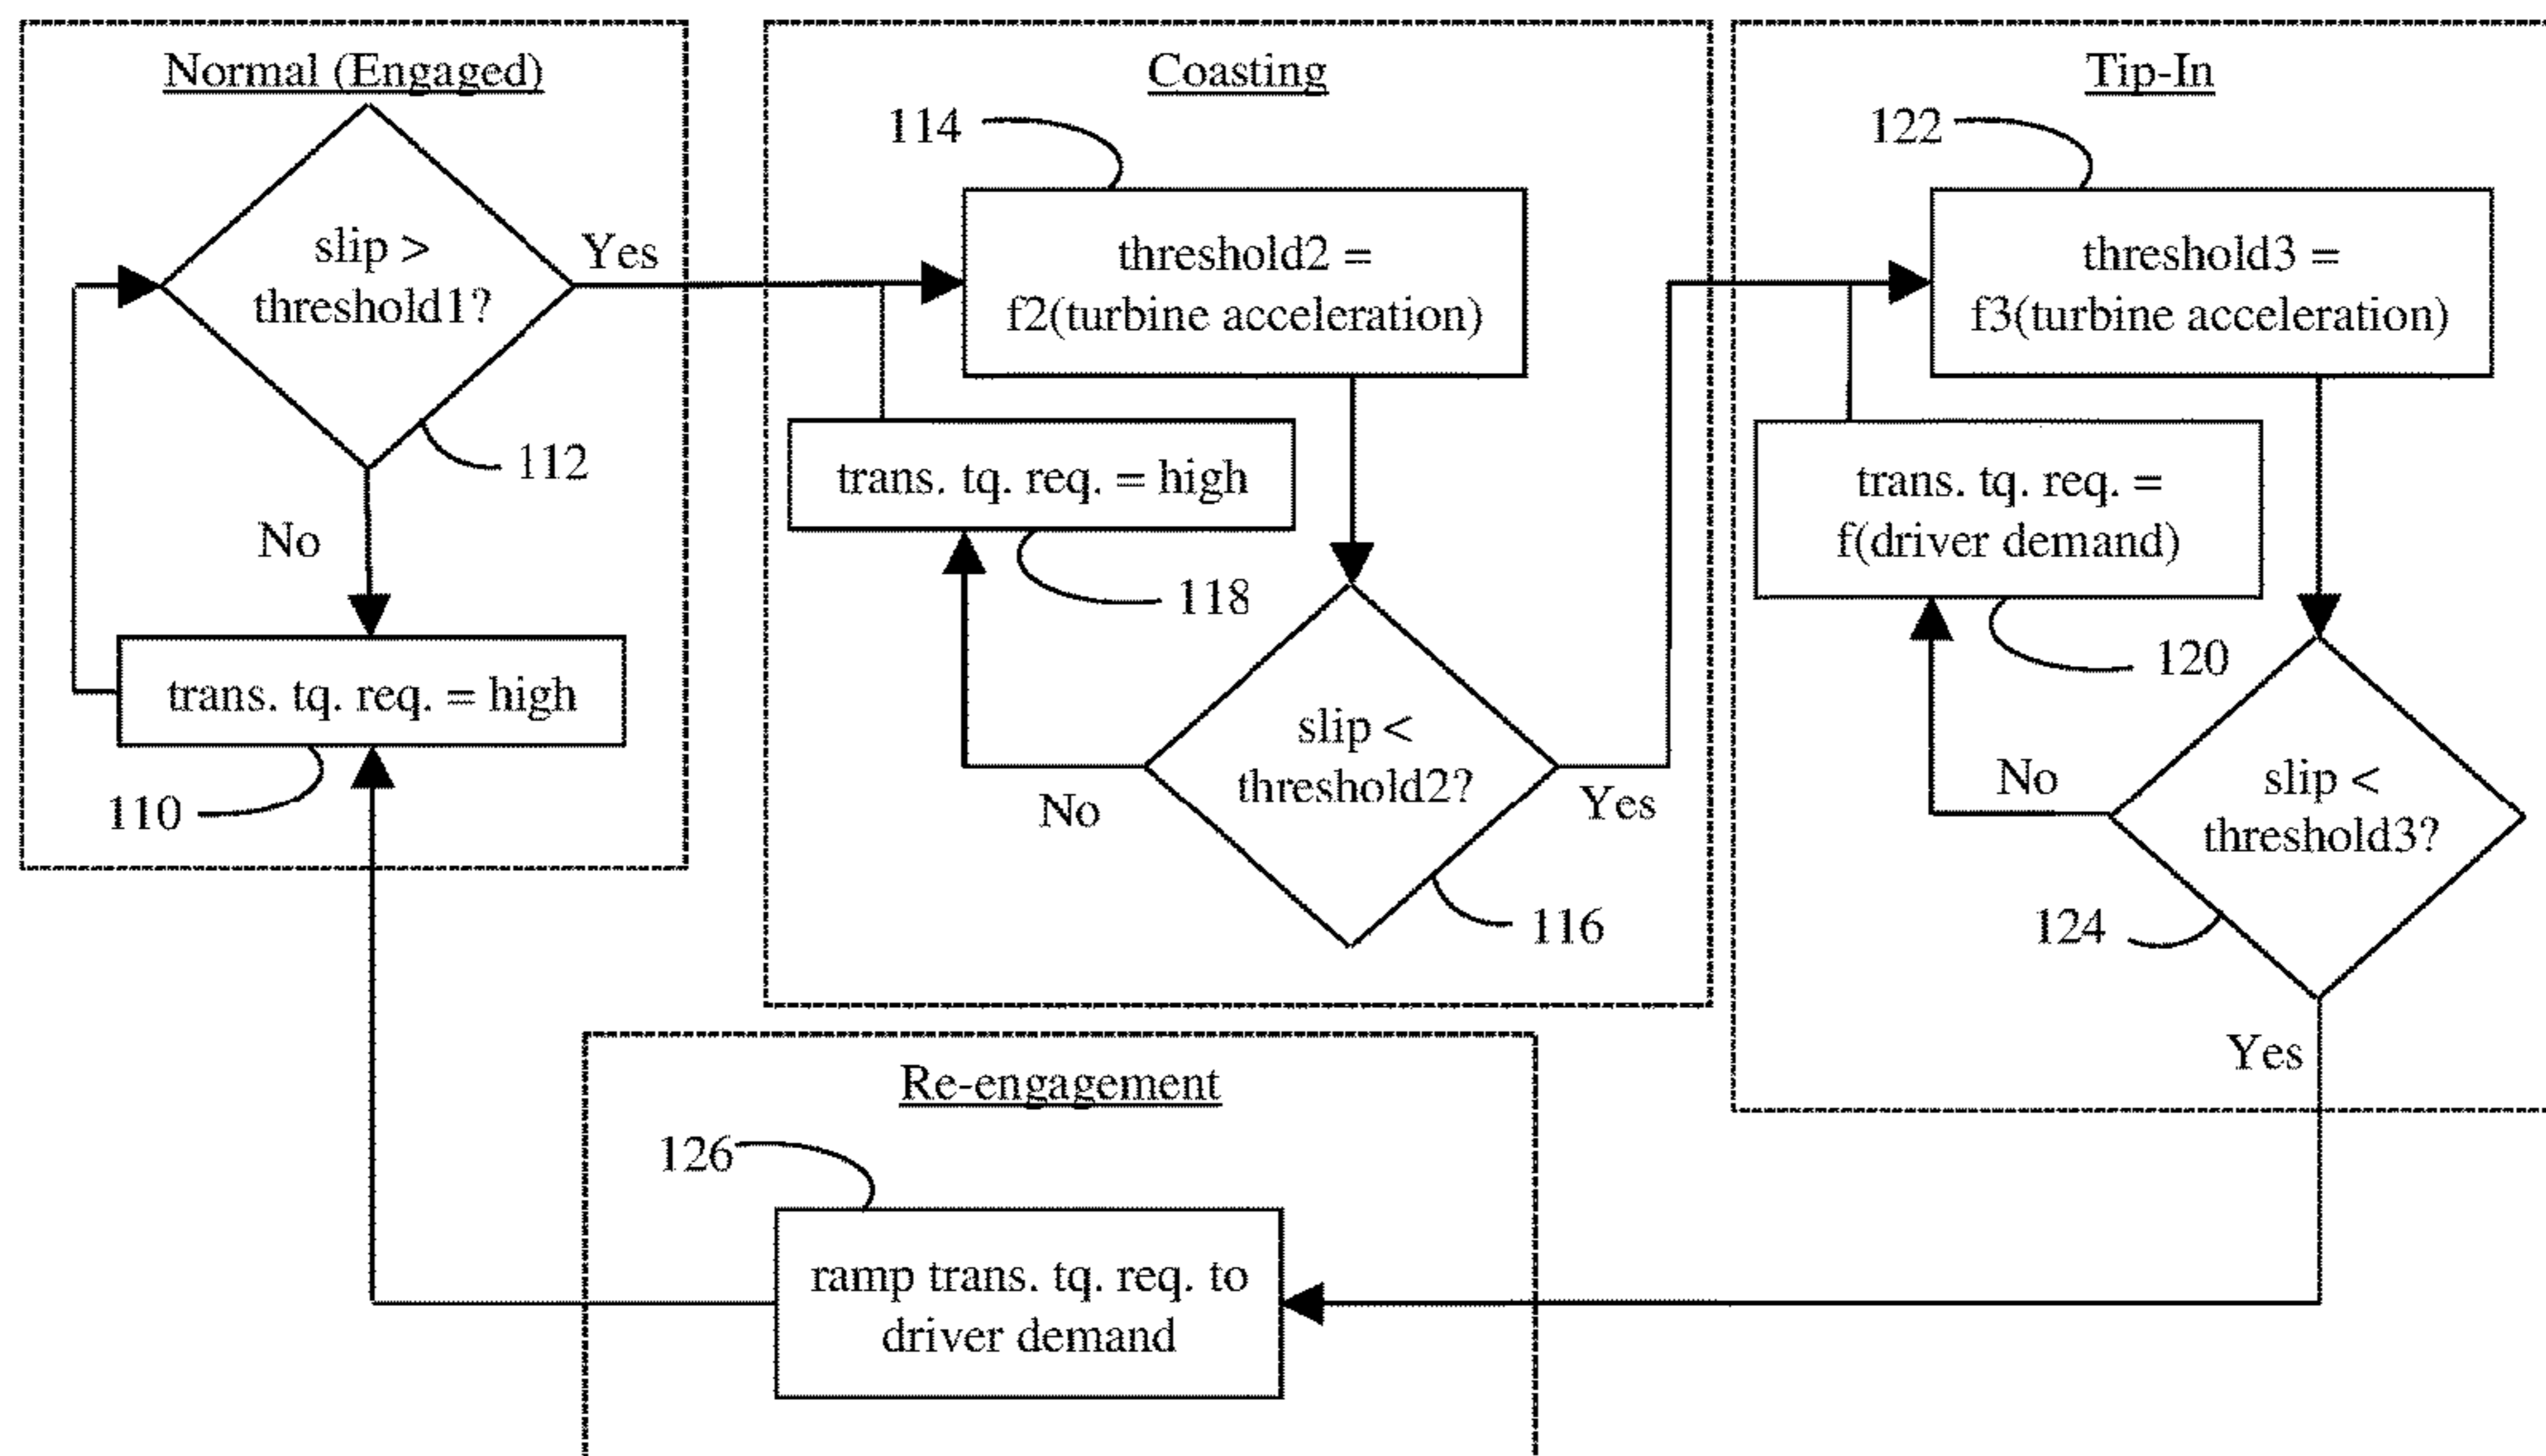 Normal (Engaged)
slip >
threshold1?
Yes
112
No
trans. tq. req. = high
110
Coasting
114
threshold2 =
f2(turbine acceleration)
trans. tq. req. = high
118
slip <
threshold2?
No
Yes
116
Tip-In
122
threshold3 =
f3(turbine acceleration)
trans. tq. req. =
f(driver demand)
120
No
slip <
threshold3?
124
Yes
Re-engagement
126
ramp trans. tq. req. to
driver demand